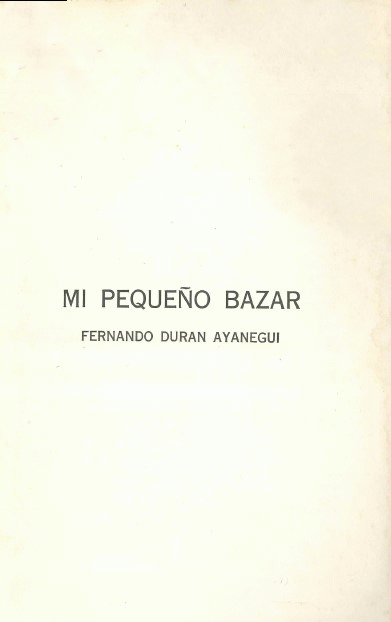 MI PEQUEÑO BAZAR
FERNANDO DURAN AYANEGUI